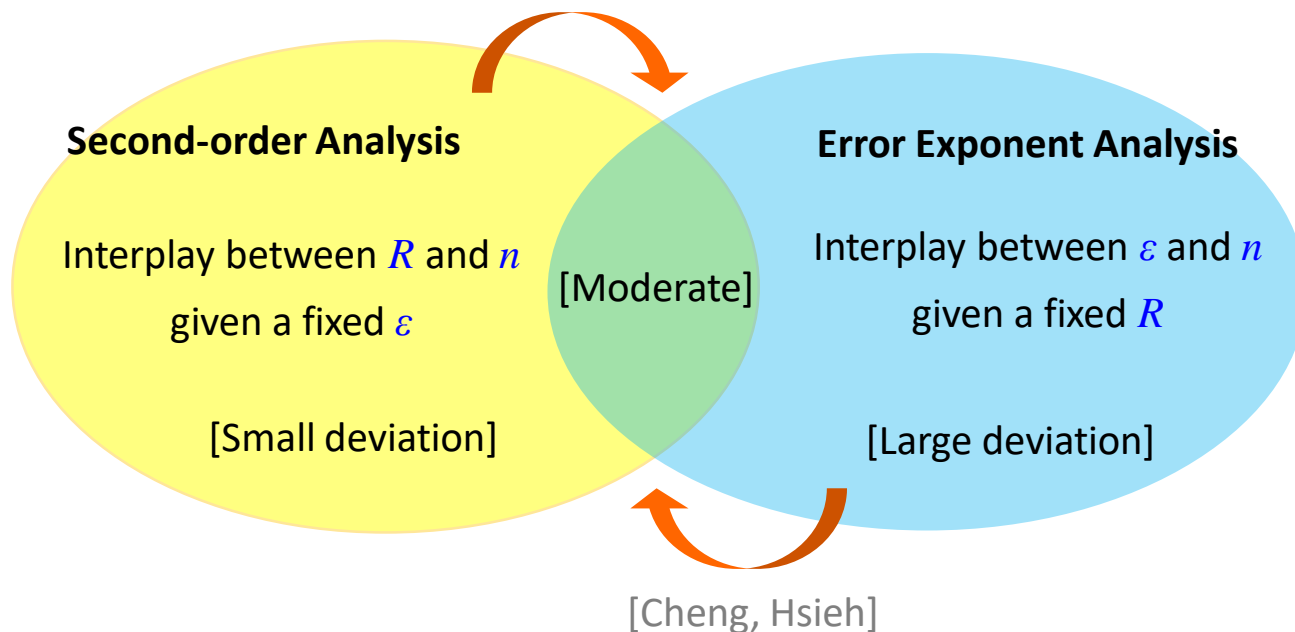 Second-order Analysis
Interplay between R and n
given a fixed ε
[Small deviation]
[Moderate]
Error Exponent Analysis
Interplay between ε and n
given a fixed R
[Large deviation]
[Cheng, Hsieh]